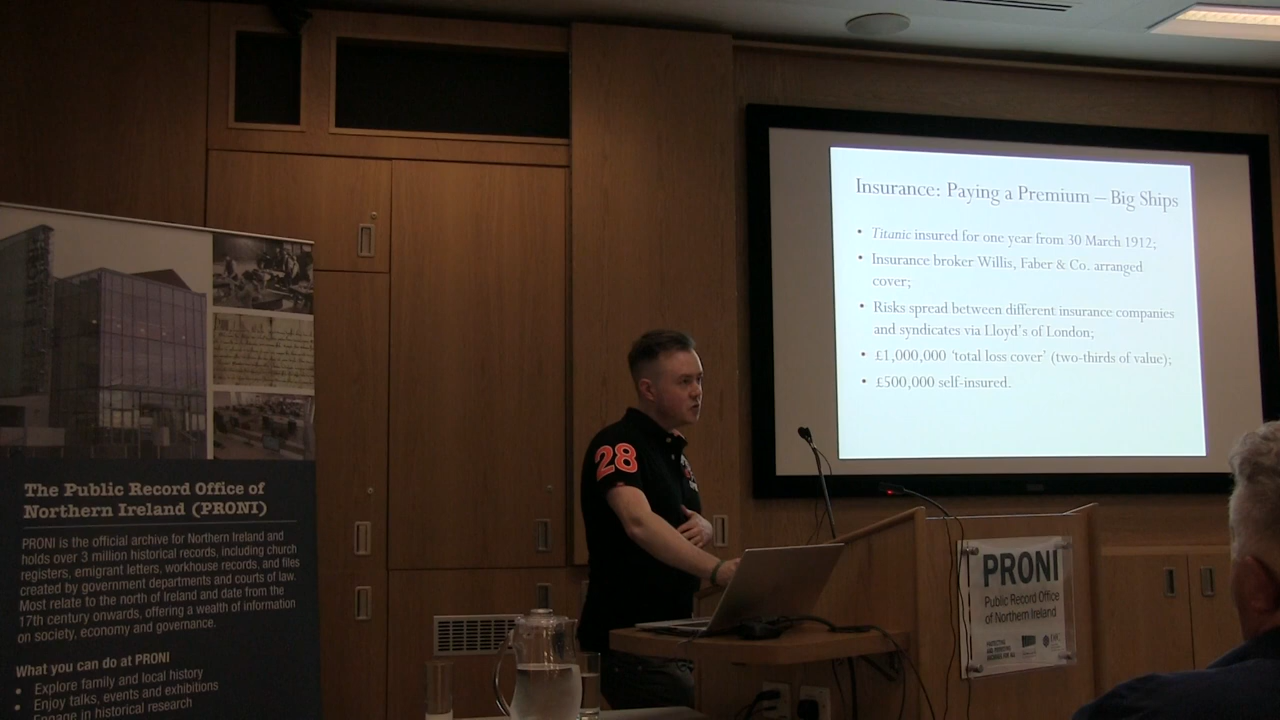 Insurance: Paying a Premium – Big Ships
• Titanic insured for one year from 30 March 1912;
• Insurance broker Willis, Faber & Co. arranged
cover;
• Risks spread between different insurance companies
and syndicates via Lloyd's of London;
• £1,000,000 'total loss cover' (two-thirds of value);
• £500,000 self-insured.
28
The Public Record Office of
Northern Ireland (PRONI)
PRONI is the official archive for Northern Ireland and
holds over 3 million historical records, including church
registers, emigrant letters, workhouse records, and files
created by government departments and courts of law.
Most relate to the north of Ireland and date from the
17th century onwards, offering a wealth of information
on society, economy and governance.
What you can do at PRONI
• Explore family and local history
• Enjoy talks, events and exhibitions
• Engage in historical research
PRONI
Public Record Office
of Northern Ireland